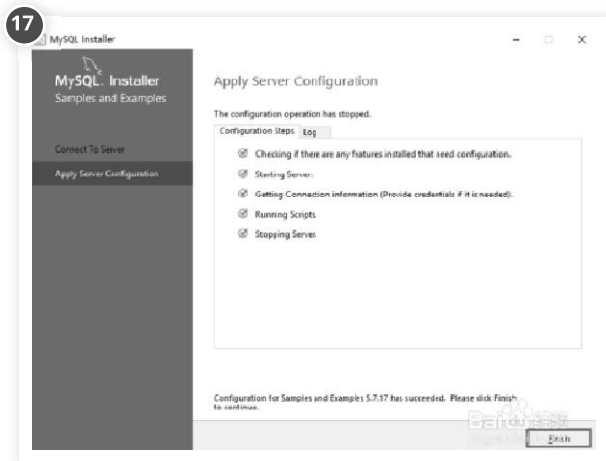 17
MySQL Installer
MySQL. Installer
Samples and Examples
Connect To Server
Apply Server Configuration
Apply Server Configuration
The configuration operation has stopped.
Configuration Steps Log
Checking if there are any features installed that need configuration.
Starting Server.
Getting Connection information (Provide credentials if it is needed).
Running Scripts
Stopping Server.
Configuration for Samples and Examples 5.7.17 has succeeded. Please click Finish
to continue.
Baidu 经验
Finish